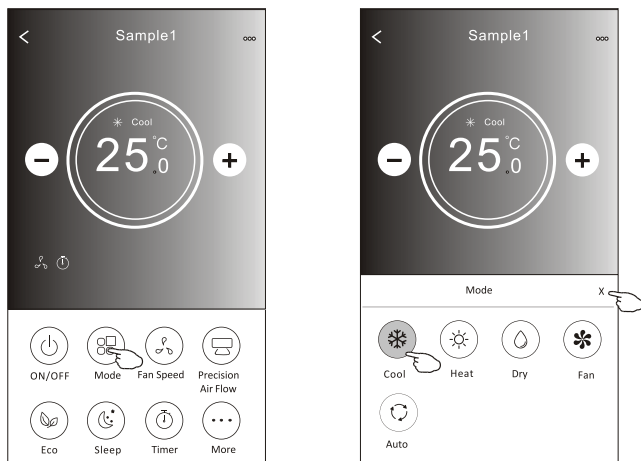 Sample1
Cool
25.0°C
ON/OFF
Mode
Fan Speed
Precision
Air Flow
Eco
Sleep
Timer
More
Sample1
Cool
25.0°C
Mode X
Cool
Heat
Dry
Fan
Auto